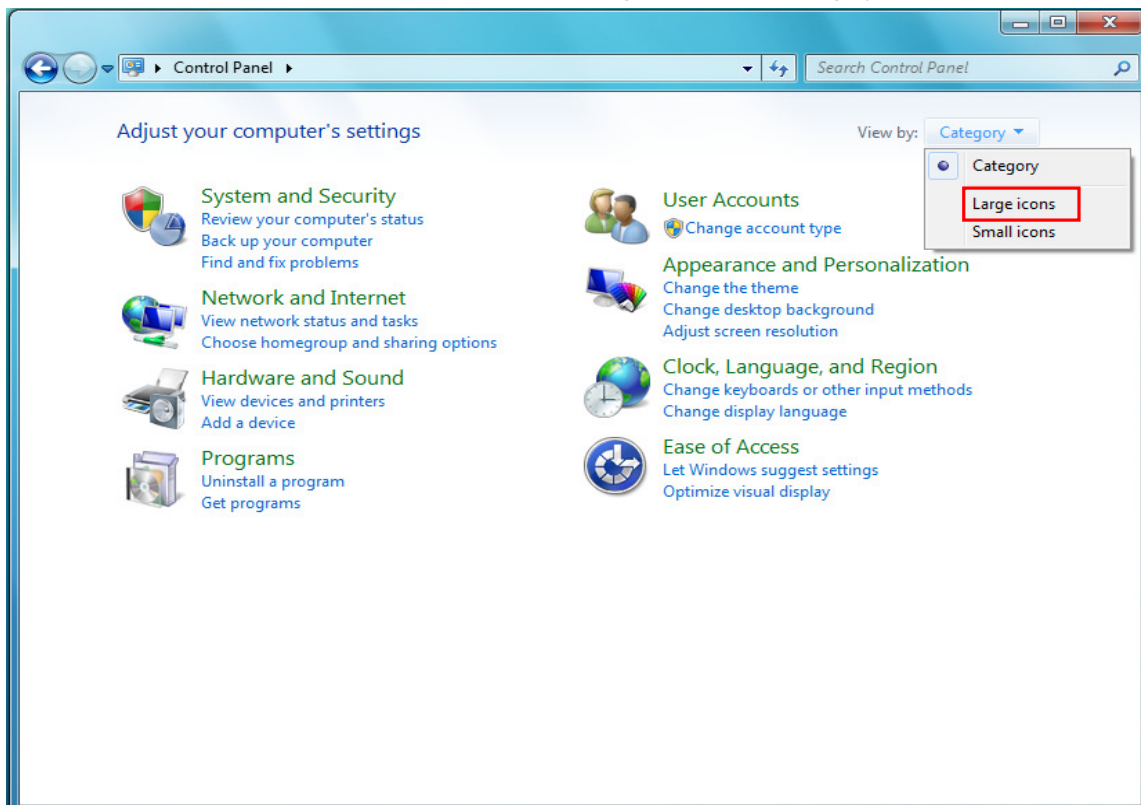 Control Panel
Search Control Panel
Adjust your computer's settings
View by: Category
Category
Large icons
Small icons
System and Security
Review your computer's status
Back up your computer
Find and fix problems
Network and Internet
View network status and tasks
Choose homegroup and sharing options
Hardware and Sound
View devices and printers
Add a device
Programs
Uninstall a program
Get programs
User Accounts
Change account type
Appearance and Personalization
Change the theme
Change desktop background
Adjust screen resolution
Clock, Language, and Region
Change keyboards or other input methods
Change display language
Ease of Access
Let Windows suggest settings
Optimize visual display